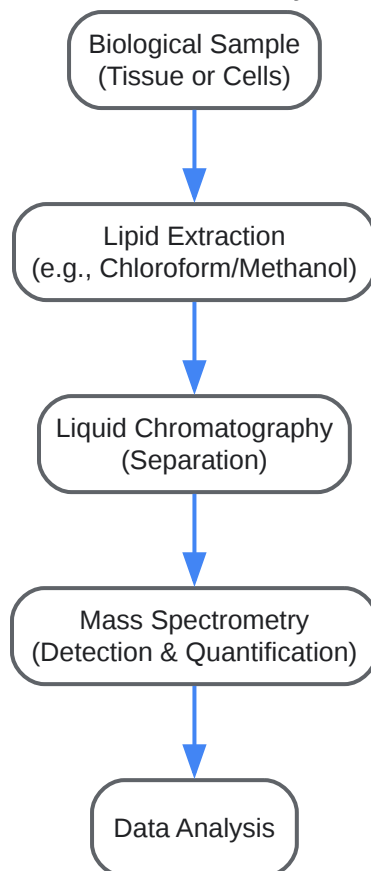 Biological Sample
(Tissue or Cells)
Lipid Extraction
(e.g., Chloroform/Methanol)
Liquid Chromatography
(Separation)
Mass Spectrometry
(Detection & Quantification)
Data Analysis